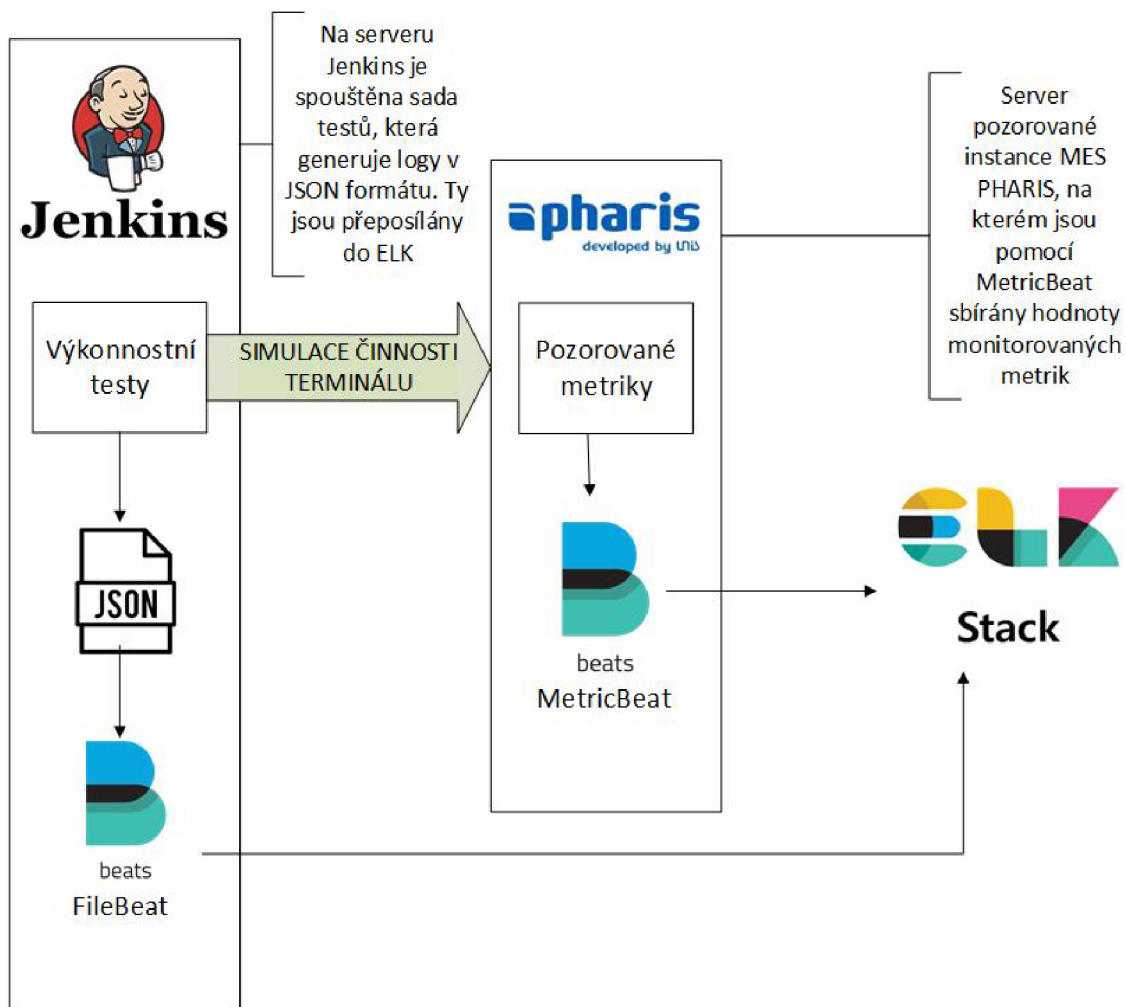 Na serveru
Jenkins je
spouštěna sada
testů, která
generuje logy v
JSON formátu. Ty
jsou přeposílány
do ELK
Jenkins
Server
pozorované
instance MES
PHARIS, na
kterém jsou
pomocí
MetricBeat
sbírány hodnoty
monitorovaných
metrik
pharis
developed by UNiS
Výkonnostní
testy
SIMULACE ČINNOSTI
TERMINÁLU
Pozorované
metriky
JSON
beats
MetricBeat
ELK
Stack
beats
FileBeat